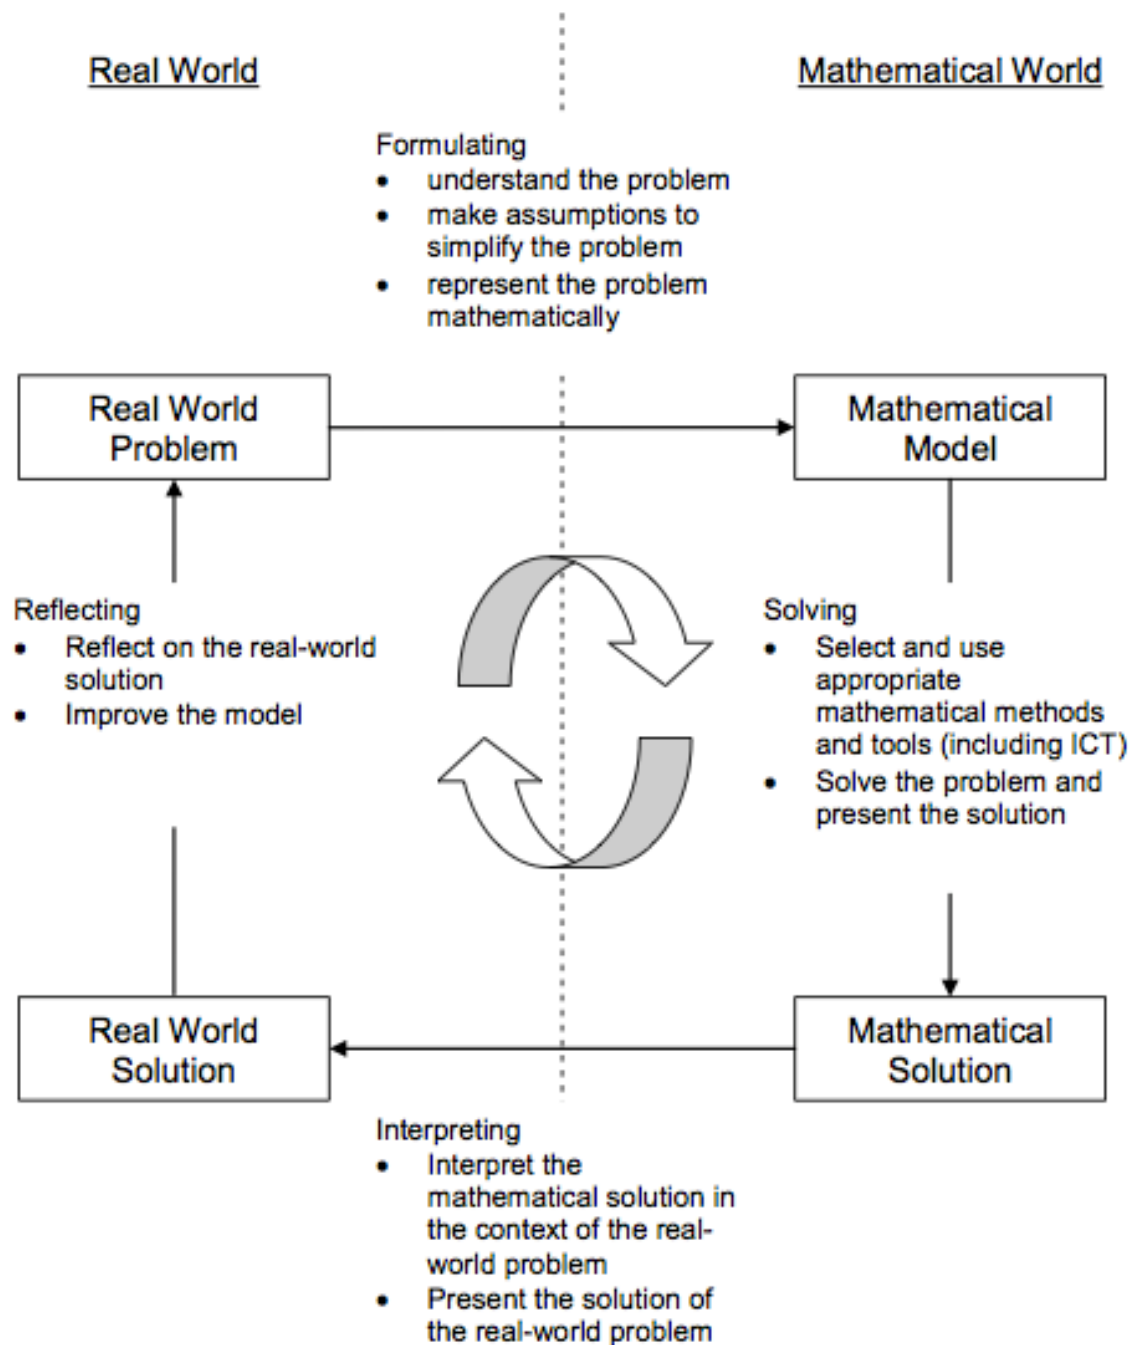 Real World
Mathematical World
Formulating
• understand the problem
• make assumptions to
simplify the problem
• represent the problem
mathematically
Real World
Problem
Mathematical
Model
Reflecting
• Reflect on the real-world
solution
• Improve the model
Solving
• Select and use
appropriate
mathematical methods
and tools (including ICT)
• Solve the problem and
present the solution
Real World
Solution
Mathematical
Solution
Interpreting
• Interpret the
mathematical solution in
the context of the real-
world problem
• Present the solution of
the real-world problem